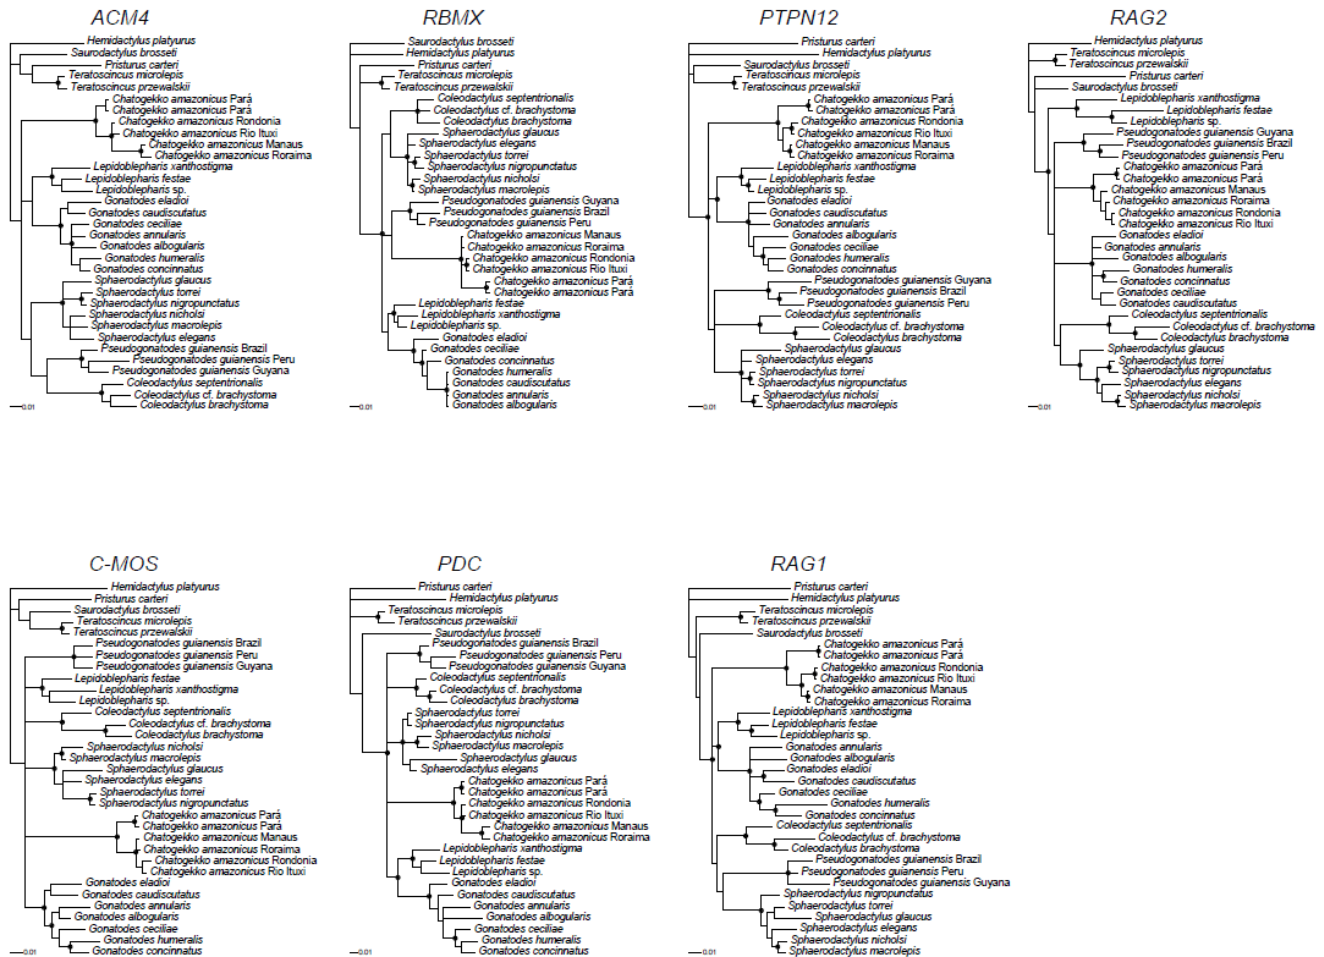 ACM4
Hemidactylus platyurus
Saurodactylus brosseti
Pristurus carteri
Teratoscincus microlepis
Teratoscincus przewalskii
Chatogekko amazonicus Pará
Chatogekko amazonicus Pará
Chatogekko amazonicus Rondonia
Chatogekko amazonicus Rio Ituxi
Chatogekko amazonicus Manaus
Chatogekko amazonicus Roraima
Lepidoblepharis xanthostigma
Lepidoblepharis festae
Lepidoblepharis sp.
Gonatodes eladioi
Gonatodes caudiscutatus
Gonatodes ceciliae
Gonatodes annularis
Gonatodes albogularis
Gonatodes humeralis
Gonatodes concinnatus
Sphaerodactylus glaucus
Sphaerodactylus torrei
Sphaerodactylus nigropunctatus
Sphaerodactylus nicholsi
Sphaerodactylus macrolepis
Sphaerodactylus elegans
Pseudogonatodes guianensis Brazil
Pseudogonatodes guianensis Peru
Pseudogonatodes guianensis Guyana
Coleodactylus septentrionalis
Coleodactylus cf. brachystoma
Coleodactylus brachystoma
0.01
RBMX
Saurodactylus brosseti
Hemidactylus platyurus
Pristurus carteri
Teratoscincus microlepis
Teratoscincus przewalskii
Coleodactylus septentrionalis
Coleodactylus cf. brachystoma
Coleodactylus brachystoma
Sphaerodactylus glaucus
Sphaerodactylus elegans
Sphaerodactylus torrei
Sphaerodactylus nigropunctatus
Sphaerodactylus nicholsi
Sphaerodactylus macrolepis
Pseudogonatodes guianensis Guyana
Pseudogonatodes guianensis Brazil
Pseudogonatodes guianensis Peru
Chatogekko amazonicus Manaus
Chatogekko amazonicus Roraima
Chatogekko amazonicus Rondonia
Chatogekko amazonicus Rio Ituxi
Chatogekko amazonicus Pará
Chatogekko amazonicus Pará
Lepidoblepharis festae
Lepidoblepharis xanthostigma
Lepidoblepharis sp.
Gonatodes eladioi
Gonatodes ceciliae
Gonatodes concinnatus
Gonatodes humeralis
Gonatodes caudiscutatus
Gonatodes annularis
Gonatodes albogularis
0.01
PTPN12
Pristurus carteri
Hemidactylus platyurus
Saurodactylus brosseti
Teratoscincus microlepis
Teratoscincus przewalskii
Chatogekko amazonicus Pará
Chatogekko amazonicus Pará
Chatogekko amazonicus Rondonia
Chatogekko amazonicus Rio Ituxi
Chatogekko amazonicus Manaus
Chatogekko amazonicus Roraima
Lepidoblepharis xanthostigma
Lepidoblepharis festae
Lepidoblepharis sp.
Gonatodes eladioi
Gonatodes caudiscutatus
Gonatodes annularis
Gonatodes albogularis
Gonatodes ceciliae
Gonatodes humeralis
Gonatodes concinnatus
Pseudogonatodes guianensis Guyana
Pseudogonatodes guianensis Brazil
Pseudogonatodes guianensis Peru
Coleodactylus septentrionalis
Coleodactylus cf. brachystoma
Coleodactylus brachystoma
Sphaerodactylus glaucus
Sphaerodactylus elegans
Sphaerodactylus torrei
Sphaerodactylus nigropunctatus
Sphaerodactylus nicholsi
Sphaerodactylus macrolepis
0.01
RAG2
Hemidactylus platyurus
Teratoscincus microlepis
Teratoscincus przewalskii
Pristurus carteri
Saurodactylus brosseti
Lepidoblepharis xanthostigma
Lepidoblepharis festae
Lepidoblepharis sp.
Pseudogonatodes guianensis Guyana
Pseudogonatodes guianensis Brazil
Pseudogonatodes guianensis Peru
Chatogekko amazonicus Pará
Chatogekko amazonicus Pará
Chatogekko amazonicus Manaus
Chatogekko amazonicus Roraima
Chatogekko amazonicus Rondonia
Chatogekko amazonicus Rio Ituxi
Gonatodes eladioi
Gonatodes annularis
Gonatodes albogularis
Gonatodes humeralis
Gonatodes concinnatus
Gonatodes ceciliae
Gonatodes caudiscutatus
Coleodactylus septentrionalis
Coleodactylus cf. brachystoma
Coleodactylus brachystoma
Sphaerodactylus glaucus
Sphaerodactylus torrei
Sphaerodactylus nigropunctatus
Sphaerodactylus elegans
Sphaerodactylus nicholsi
Sphaerodactylus macrolepis
0.01
C-MOS
Hemidactylus platyurus
Pristurus carteri
Saurodactylus brosseti
Teratoscincus microlepis
Teratoscincus przewalskii
Pseudogonatodes guianensis Brazil
Pseudogonatodes guianensis Peru
Pseudogonatodes guianensis Guyana
Lepidoblepharis festae
Lepidoblepharis xanthostigma
Lepidoblepharis sp.
Coleodactylus septentrionalis
Coleodactylus cf. brachystoma
Coleodactylus brachystoma
Sphaerodactylus nicholsi
Sphaerodactylus macrolepis
Sphaerodactylus glaucus
Sphaerodactylus elegans
Sphaerodactylus torrei
Sphaerodactylus nigropunctatus
Chatogekko amazonicus Pará
Chatogekko amazonicus Pará
Chatogekko amazonicus Manaus
Chatogekko amazonicus Roraima
Chatogekko amazonicus Rondonia
Chatogekko amazonicus Rio Ituxi
Gonatodes eladioi
Gonatodes caudiscutatus
Gonatodes annularis
Gonatodes albogularis
Gonatodes ceciliae
Gonatodes humeralis
Gonatodes concinnatus
0.01
PDC
Pristurus carteri
Hemidactylus platyurus
Teratoscincus microlepis
Teratoscincus przewalskii
Saurodactylus brosseti
Pseudogonatodes guianensis Brazil
Pseudogonatodes guianensis Peru
Pseudogonatodes guianensis Guyana
Coleodactylus septentrionalis
Coleodactylus cf. brachystoma
Coleodactylus brachystoma
Sphaerodactylus torrei
Sphaerodactylus nigropunctatus
Sphaerodactylus nicholsi
Sphaerodactylus macrolepis
Sphaerodactylus glaucus
Sphaerodactylus elegans
Chatogekko amazonicus Pará
Chatogekko amazonicus Pará
Chatogekko amazonicus Rondonia
Chatogekko amazonicus Rio Ituxi
Chatogekko amazonicus Manaus
Chatogekko amazonicus Roraima
Lepidoblepharis xanthostigma
Lepidoblepharis festae
Lepidoblepharis sp.
Gonatodes eladioi
Gonatodes caudiscutatus
Gonatodes annularis
Gonatodes albogularis
Gonatodes ceciliae
Gonatodes humeralis
Gonatodes concinnatus
0.01
RAG1
Pristurus carteri
Hemidactylus platyurus
Teratoscincus microlepis
Teratoscincus przewalskii
Saurodactylus brosseti
Chatogekko amazonicus Pará
Chatogekko amazonicus Pará
Chatogekko amazonicus Rondonia
Chatogekko amazonicus Rio Ituxi
Chatogekko amazonicus Manaus
Chatogekko amazonicus Roraima
Lepidoblepharis xanthostigma
Lepidoblepharis festae
Lepidoblepharis sp.
Gonatodes annularis
Gonatodes albogularis
Gonatodes eladioi
Gonatodes caudiscutatus
Gonatodes ceciliae
Gonatodes humeralis
Gonatodes concinnatus
Coleodactylus septentrionalis
Coleodactylus cf. brachystoma
Coleodactylus brachystoma
Pseudogonatodes guianensis Brazil
Pseudogonatodes guianensis Peru
Pseudogonatodes guianensis Guyana
Sphaerodactylus nigropunctatus
Sphaerodactylus torrei
Sphaerodactylus glaucus
Sphaerodactylus elegans
Sphaerodactylus nicholsi
Sphaerodactylus macrolepis
0.01